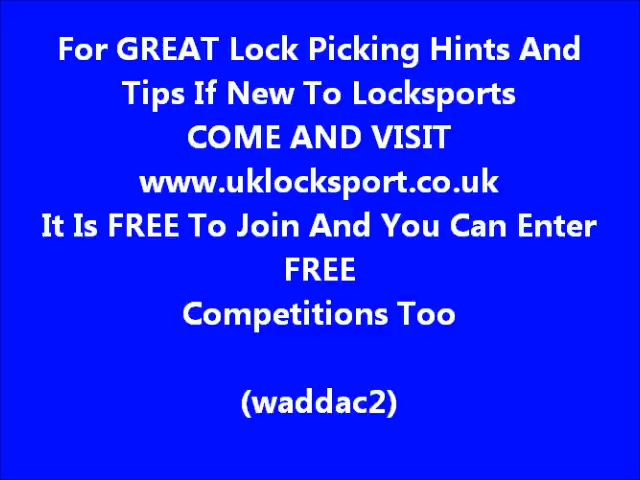 For GREAT Lock Picking Hints And
Tips If New To Locksports
COME AND VISIT
www.uklocksport.co.uk
It Is FREE To Join And You Can Enter
FREE
Competitions Too
(waddac2)